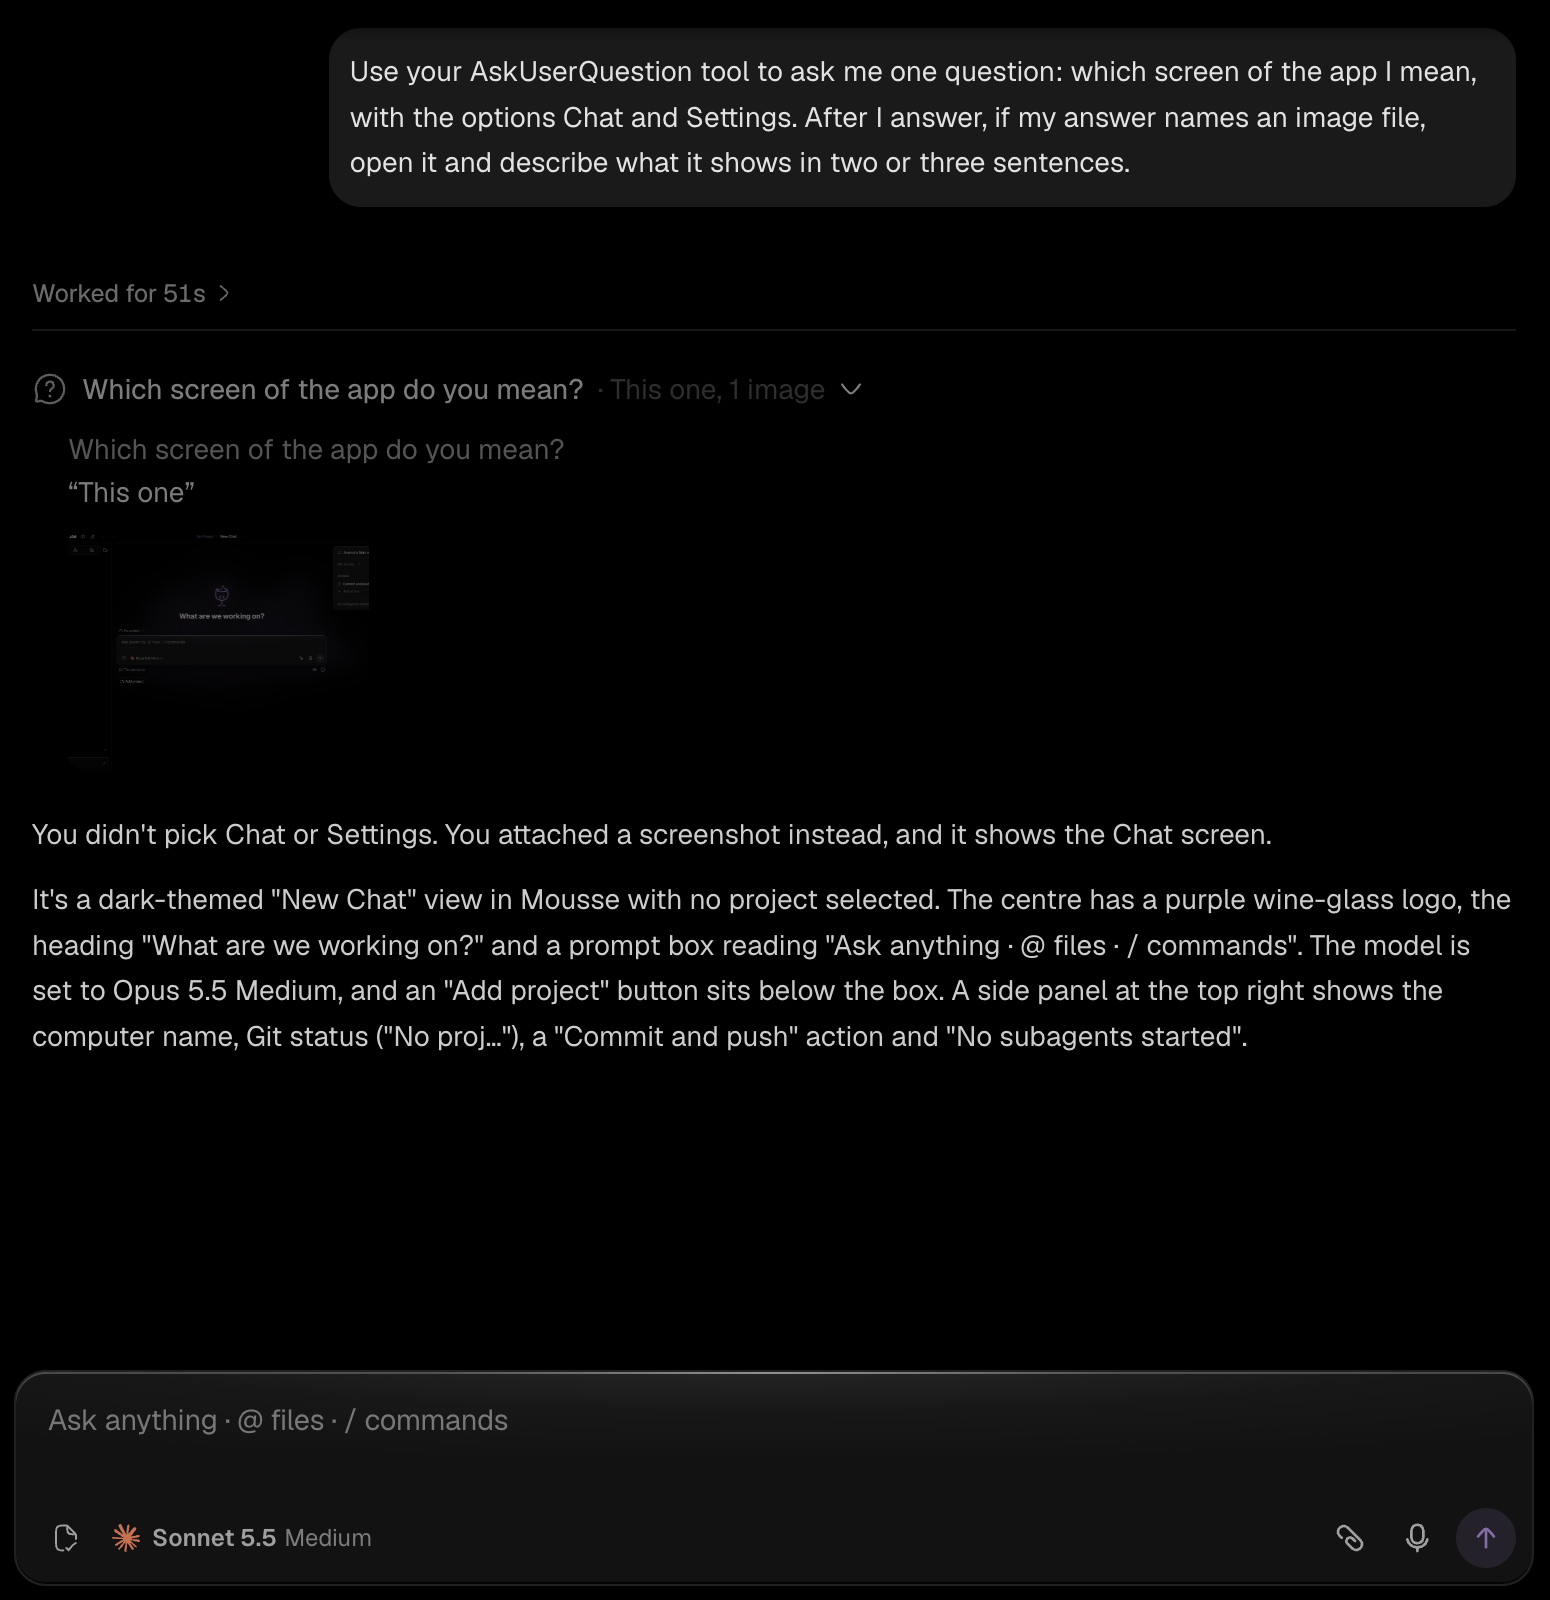 Use your AskUserQuestion tool to ask me one question: which screen of the app I mean,
with the options Chat and Settings. After I answer, if my answer names an image file,
open it and describe what it shows in two or three sentences.
Worked for 51s
Which screen of the app do you mean? · This one, 1 image
Which screen of the app do you mean?
“This one”
New Chat
What are we working on?
You didn't pick Chat or Settings. You attached a screenshot instead, and it shows the Chat screen.
It's a dark-themed "New Chat" view in Mousse with no project selected. The centre has a purple wine-glass logo, the
heading "What are we working on?" and a prompt box reading "Ask anything · @ files · / commands". The model is
set to Opus 5.5 Medium, and an "Add project" button sits below the box. A side panel at the top right shows the
computer name, Git status ("No proj…"), a "Commit and push" action and "No subagents started".
Ask anything · @ files · / commands
Sonnet 5.5 Medium